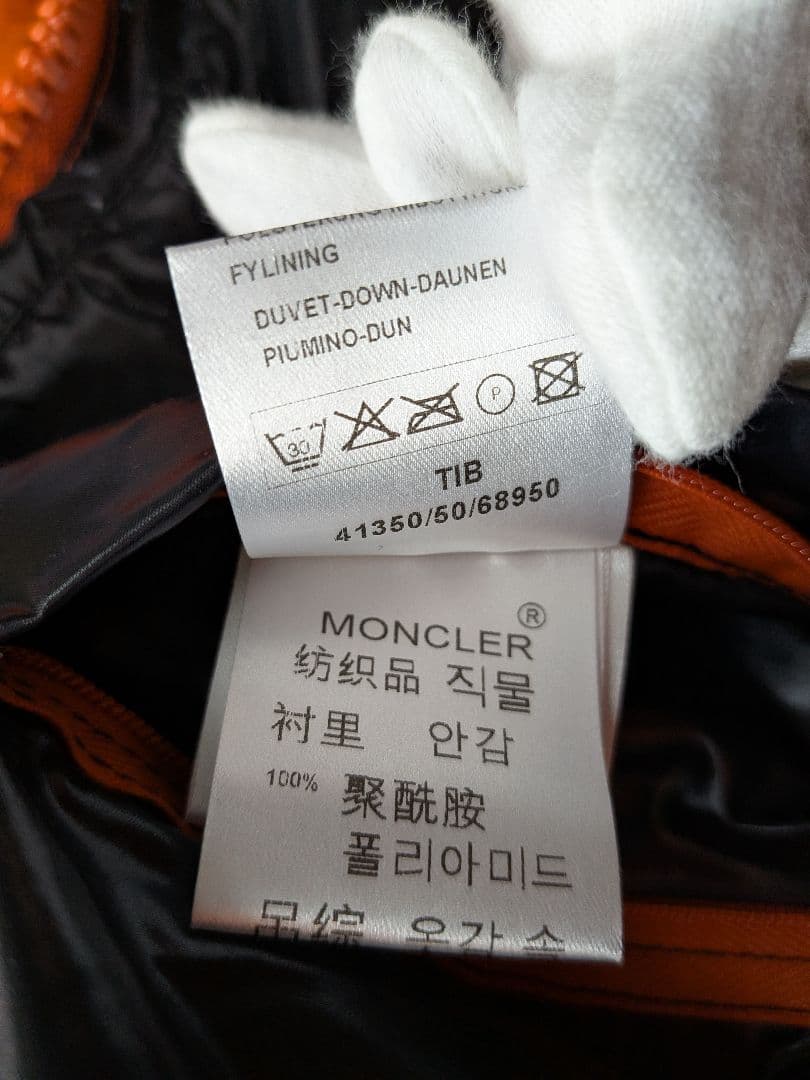 FYLINING
DUVET-DOWN-DAUNEN
PIUMINO-DUN
30 P
TIB
41350/50/68950
MONCLER®
纺织品 직물
衬里 안감
100% 聚酰胺
폴리아미드